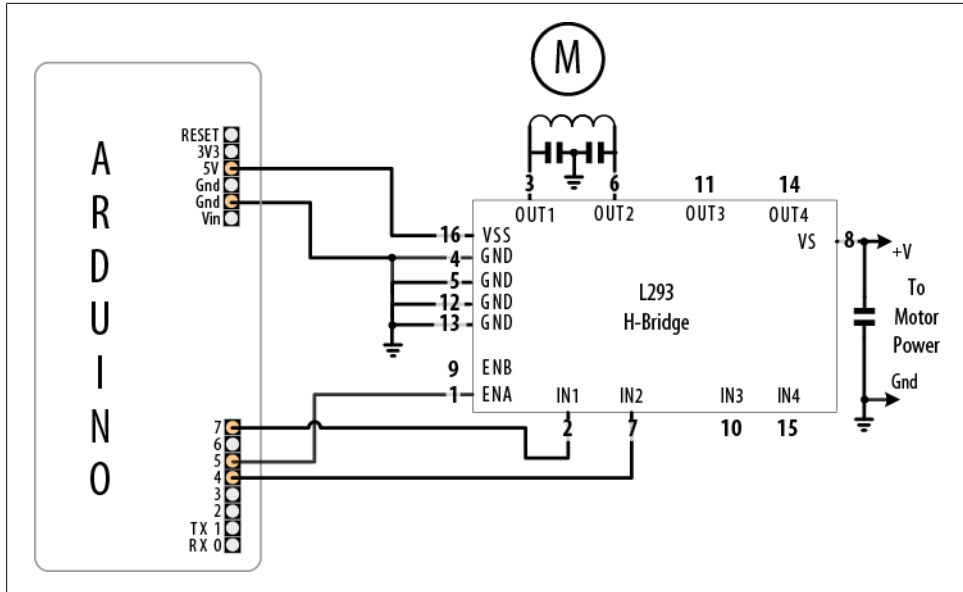 M
ARDUINO
RESET
3V3
5V
Gnd
Gnd
Vin
7
6
5
4
3
2
TX 1
RX 0
3 6 11 14
OUT1 OUT2 OUT3 OUT4
16 VSS
4 GND
5 GND
12 GND
13 GND
9 ENB
1 ENA
VS 8
L293
H-Bridge
IN1 IN2 IN3 IN4
2 7 10 15
+V
To
Motor
Power
Gnd